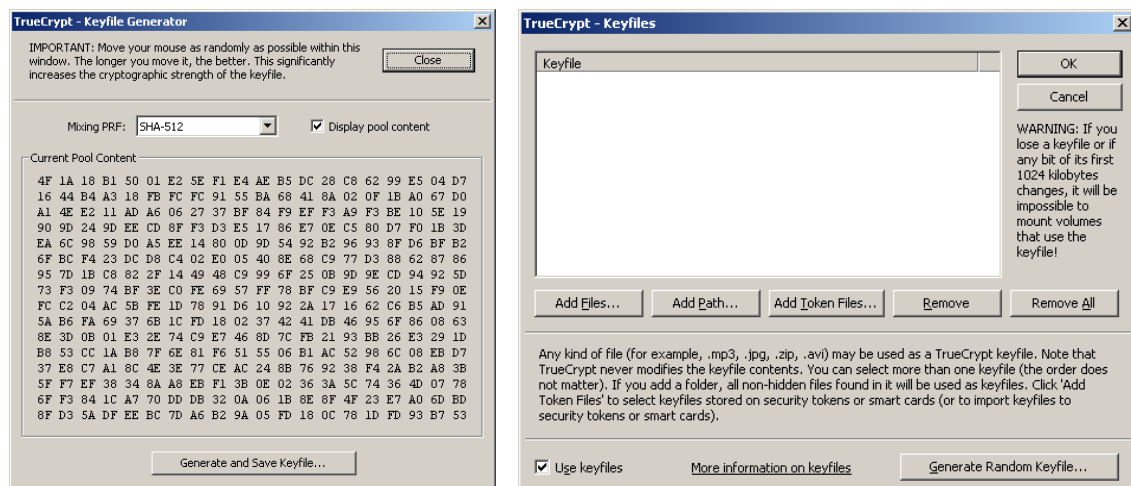 TrueCrypt - Keyfile Generator
IMPORTANT: Move your mouse as randomly as possible within this
window. The longer you move it, the better. This significantly
increases the cryptographic strength of the keyfile.
Close
Mixing PRF: SHA-512 Display pool content
Current Pool Content
4F 1A 18 B1 50 01 E2 5E F1 E4 AE B5 DC 28 C8 62 99 E5 04 D7
16 44 B4 A3 18 FB FC FC 91 55 BA 68 41 8A 02 0F 1B A0 67 D0
A1 4E E2 11 AD A6 06 27 37 BF 84 F9 EF F3 A9 F3 BE 10 5E 19
90 9D 24 9D EE CD 8F F3 D3 E5 17 86 E7 0E C5 80 D7 F0 1B 3D
EA 6C 98 59 D0 A5 EE 14 80 0D 9D 54 92 B2 96 93 8F D6 BF B2
6F BC F4 23 DC D8 C4 02 E0 05 40 8E 68 C9 77 D3 88 62 87 86
95 7D 1B C8 82 2F 14 49 48 C9 99 6F 25 0B 9D 9E CD 94 92 5D
73 F3 09 74 BF 3E C0 FE 69 57 FF 78 BF C9 E9 56 20 15 F9 0E
FC C2 04 AC 5B FE 1D 78 91 D6 10 92 2A 17 16 62 C6 B5 AD 91
5A B6 FA 69 37 6B 1C FD 18 02 37 42 41 DB 46 95 6F 86 08 63
8E 3D 0B 01 E3 2E 74 C9 E7 46 8D 7C FB 21 93 BB 26 E3 29 1D
B8 53 CC 1A B8 7F 6E 81 F6 51 55 06 B1 AC 52 98 6C 08 EB D7
37 E8 C7 A1 8C 4E 3E 77 CE AC 24 8B 76 92 38 F4 2A B2 A8 3B
5F F7 EF 38 34 8A A8 EB F1 3B 0E 02 36 3A 5C 74 36 4D 07 78
6F F3 84 1C A7 70 DD DB 32 0A 06 1B 8E 8F 4F 23 E7 A0 6D BD
8F D3 5A DF EE BC 7D A6 B2 9A 05 FD 18 0C 78 1D FD 93 B7 53
Generate and Save Keyfile...
TrueCrypt - Keyfiles
Keyfile
OK
Cancel
WARNING: If you
lose a keyfile or if
any bit of its first
1024 kilobytes
changes, it will be
impossible to
mount volumes
that use the
keyfile!
Add Files... Add Path... Add Token Files... Remove Remove All
Any kind of file (for example, .mp3, .jpg, .zip, .avi) may be used as a TrueCrypt keyfile. Note that
TrueCrypt never modifies the keyfile contents. You can select more than one keyfile (the order does
not matter). If you add a folder, all non-hidden files found in it will be used as keyfiles. Click 'Add
Token Files' to select keyfiles stored on security tokens or smart cards (or to import keyfiles to
security tokens or smart cards).
Use keyfiles More information on keyfiles Generate Random Keyfile...